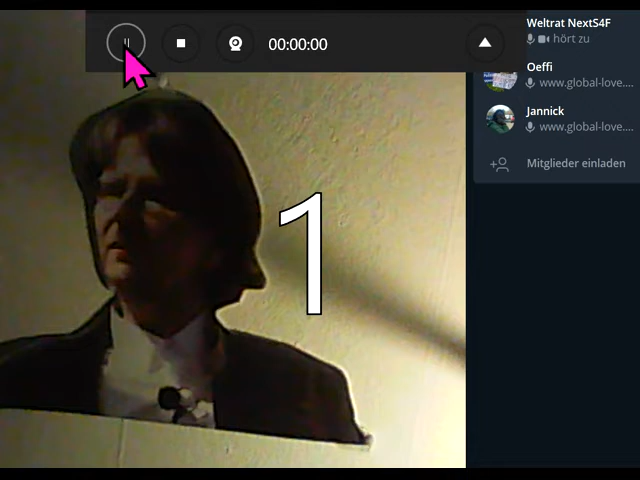 00:00:00
Weltrat NextS4F
hört zu
Oeffi
www.global-love....
Jannick
www.global-love....
Mitglieder einladen
1